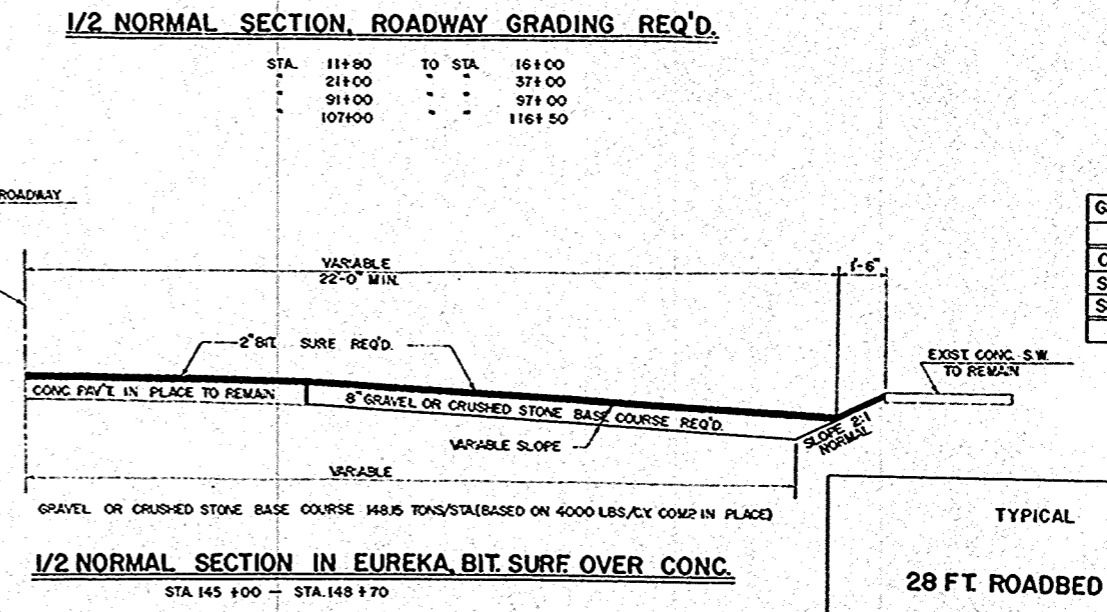 1/2 NORMAL SECTION, ROADWAY GRADING REQ'D.
STA. 11+80 TO STA. 16+00
" 21+00 " " 37+00
" 91+00 " " 97+00
" 107+00 " " 116+50
ROADWAY
VARIABLE
22'-0" MIN.
1'-6"
2" BIT. SURF. REQ'D.
EXIST. CONC. S.W.
TO REMAIN
CONC. PAV'T. IN PLACE TO REMAIN
8" GRAVEL OR CRUSHED STONE BASE COURSE REQ'D.
SLOPE 2:1
NORMAL
VARIABLE SLOPE
VARIABLE
GRAVEL OR CRUSHED STONE BASE COURSE 148.15 TONS/STA.(BASED ON 4000 LBS./C.Y. COMP. IN PLACE)
1/2 NORMAL SECTION IN EUREKA, BIT. SURF. OVER CONC.
STA. 145+00 — STA. 148+70
TYPICAL
28 FT. ROADBED
G
C
S
S